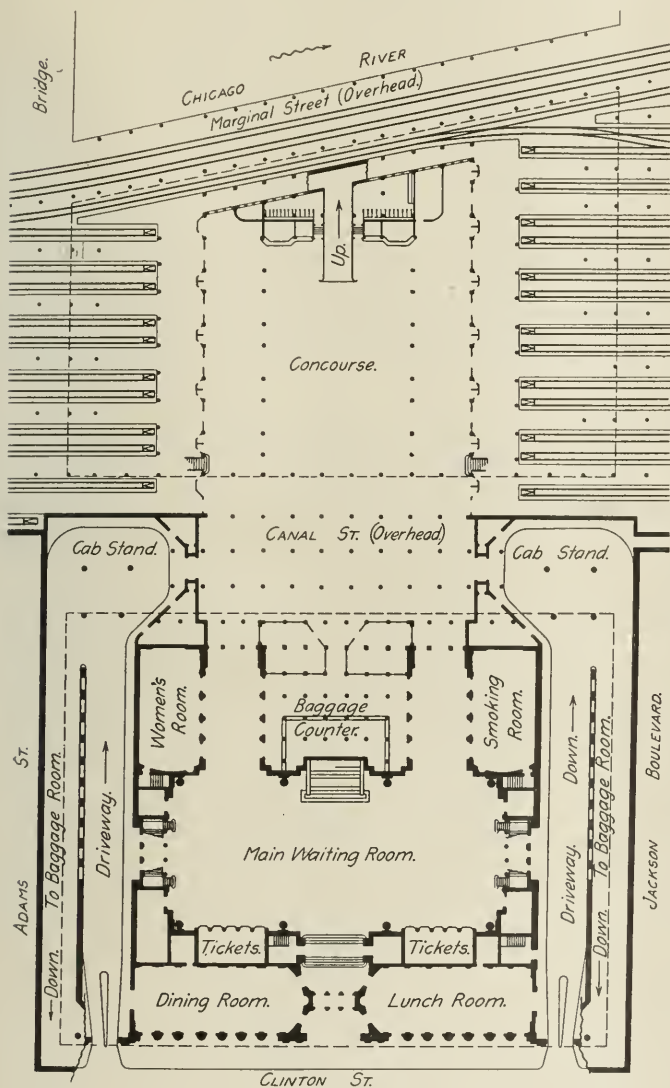 Bridge.
CHICAGO RIVER
Marginal Street (Overhead.)
Up.
Concourse.
CANAL ST. (Overhead)
Cab Stand.
Cab Stand.
Women's
Room.
Baggage
Counter.
Smoking
Room.
ADAMS ST.
Down. To Baggage Room.
Driveway.
Main Waiting Room.
Driveway. Down.
Down. To Baggage Room.
JACKSON BOULEVARD.
Tickets.
Tickets.
Dining Room.
Lunch Room.
CLINTON ST.